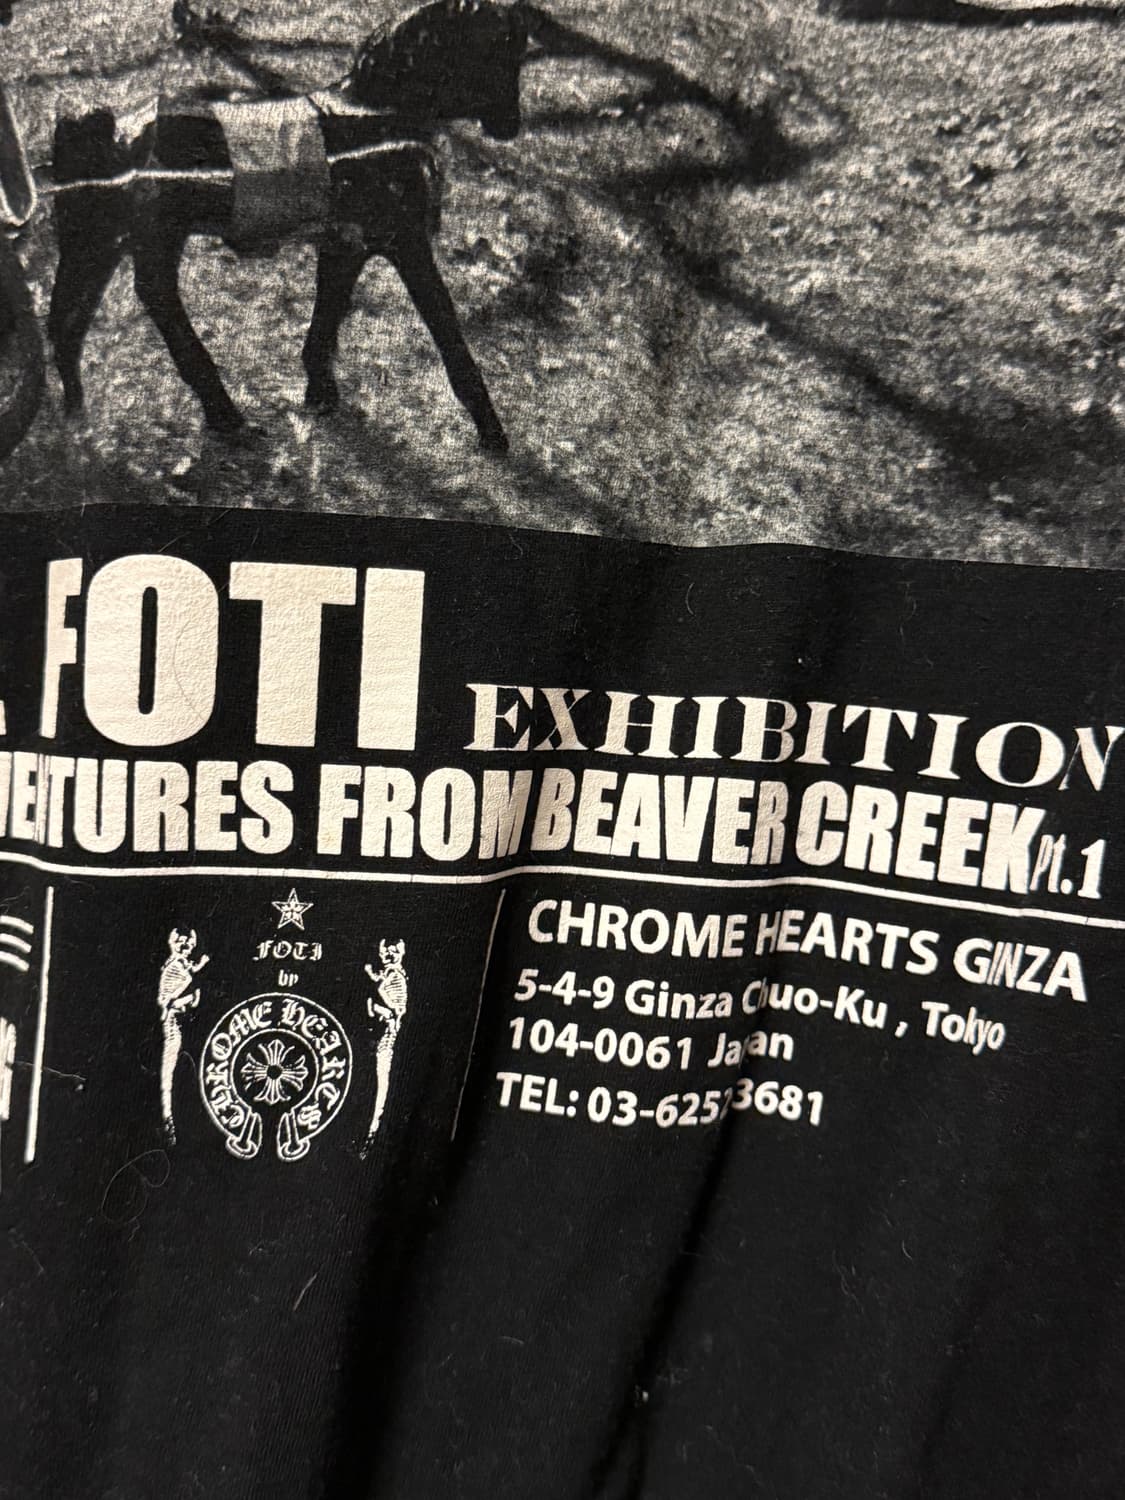 FOTI EXHIBITION
FROM BEAVER CREEK Pt.1
FOTI
by
CHROME HEARTS
CHROME HEARTS GINZA
5-4-9 Ginza Chuo-Ku , Tokyo
104-0061 Japan
TEL: